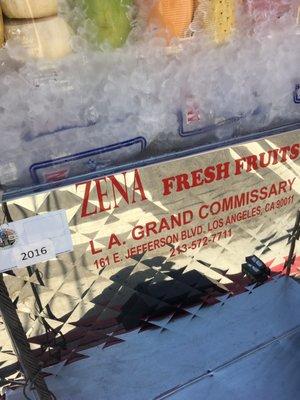 ZENA FRESH FRUITS
L.A. GRAND COMMISSARY
161 E. JEFFERSON BLVD. LOS ANGELES, CA 90011
213-572-7711
2016